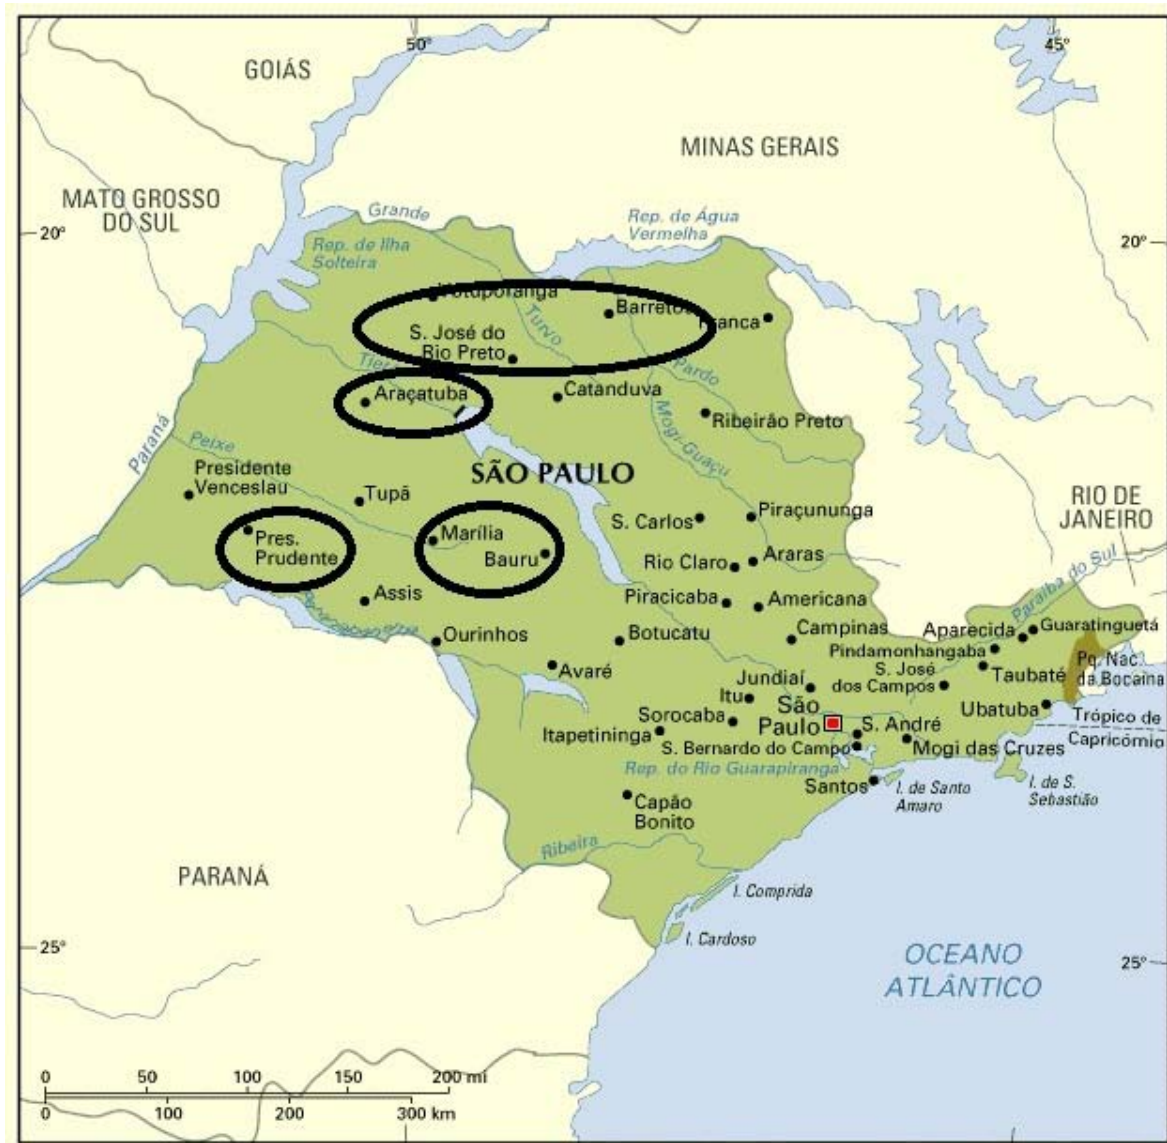 50°
45°
GOIÁS
MINAS GERAIS
MATO GROSSO
DO SUL
20°
Grande
Rep. de Água
Vermelha
20°
Rep. de Ilha
Solteira
Votuporanga
Barretos
Franca
Turvo
S. José do
Rio Preto
Tietê
Pardo
Araçatuba
Catanduva
Ribeirão Preto
Paraná
Peixe
Mogi-Guaçu
Presidente
Venceslau
SÃO PAULO
Tupã
RIO DE
JANEIRO
S. Carlos
Piraçununga
Pres.
Prudente
Marília
Bauru
Rio Claro
Araras
Paraíba do Sul
Assis
Piracicaba
Americana
Paranapanema
Ourinhos
Botucatu
Campinas
Aparecida
Guaratinguetá
Pindamonhangaba
Avaré
S. José
dos Campos
Taubaté
Pq. Nac.
da Bocaina
Jundiaí
Itu
São
Paulo
Ubatuba
Sorocaba
Trópico de
Capricómio
Itapetininga
S. André
S. Bernardo do Campo
Mogi das Cruzes
Rep. do Rio Guarapiranga
Santos
I. de Santo
Amaro
I. de S.
Sebastião
Capão
Bonito
Ribeira
PARANÁ
I. Comprida
I. Cardoso
25°
OCEANO
ATLÂNTICO
25°
0 50 100 150 200 mi
0 100 200 300 km